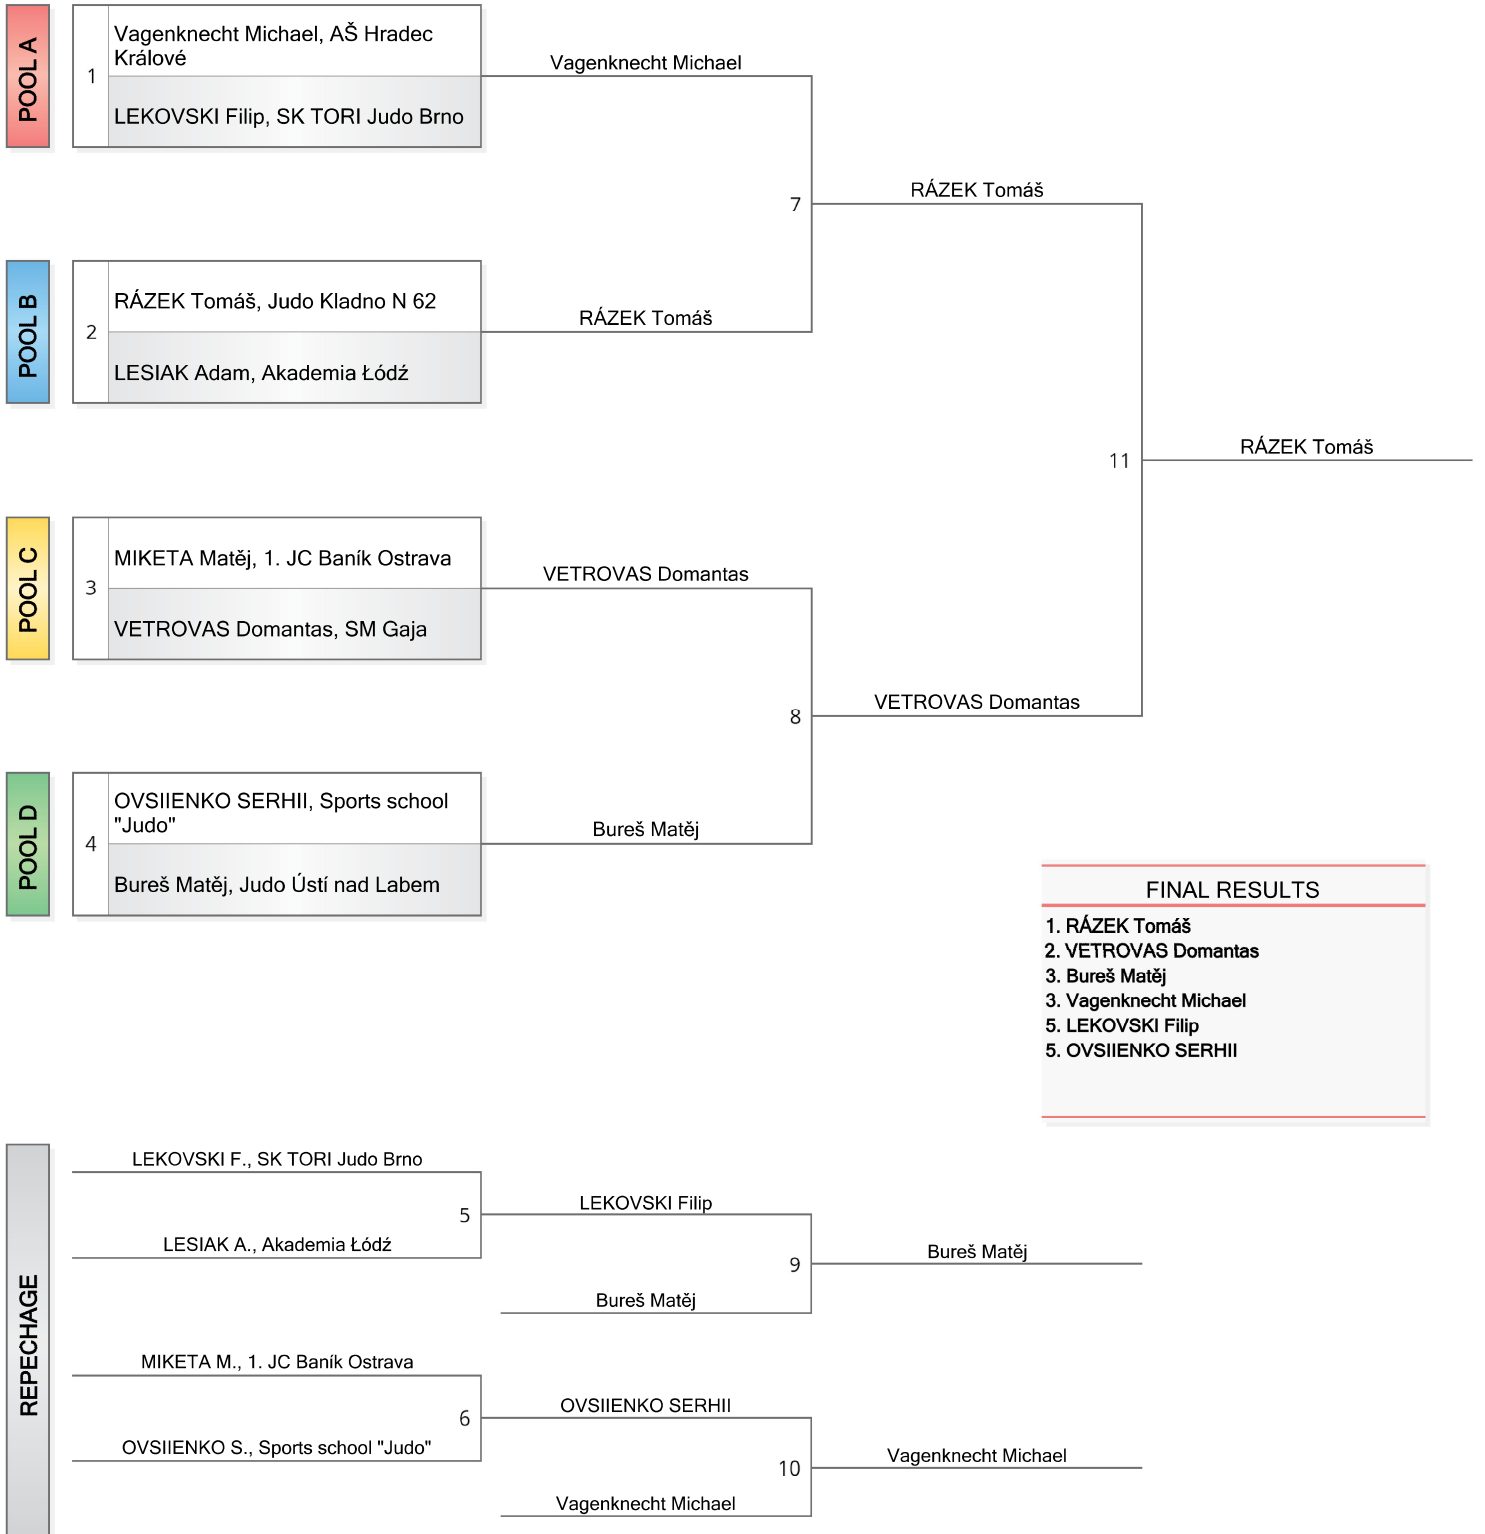 POOL A
1
Vagenknecht Michael, AŠ Hradec
Králové
LEKOVSKI Filip, SK TORI Judo Brno
Vagenknecht Michael
7
RÁZEK Tomáš
POOL B
2
RÁZEK Tomáš, Judo Kladno N 62
LESIAK Adam, Akademia Łódź
RÁZEK Tomáš
11
RÁZEK Tomáš
POOL C
3
MIKETA Matěj, 1. JC Baník Ostrava
VETROVAS Domantas, SM Gaja
VETROVAS Domantas
8
VETROVAS Domantas
POOL D
4
OVSIIENKO SERHII, Sports school
"Judo"
Bureš Matěj, Judo Ústí nad Labem
Bureš Matěj
FINAL RESULTS
1. RÁZEK Tomáš
2. VETROVAS Domantas
3. Bureš Matěj
3. Vagenknecht Michael
5. LEKOVSKI Filip
5. OVSIIENKO SERHII
REPECHAGE
LEKOVSKI F., SK TORI Judo Brno
5
LESIAK A., Akademia Łódź
LEKOVSKI Filip
9
Bureš Matěj
Bureš Matěj
MIKETA M., 1. JC Baník Ostrava
6
OVSIIENKO S., Sports school "Judo"
OVSIIENKO SERHII
10
Vagenknecht Michael
Vagenknecht Michael